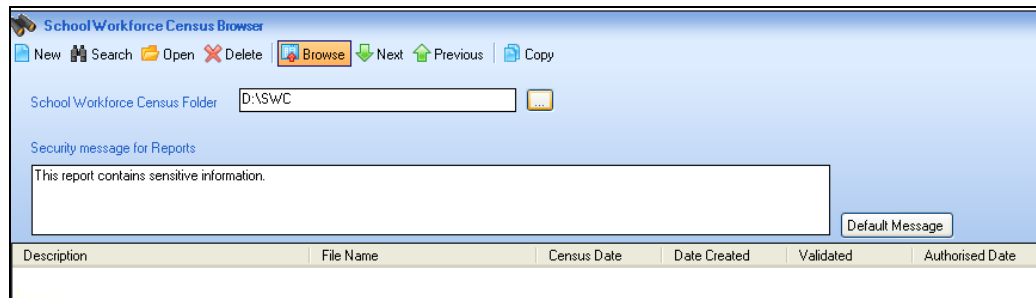 School Workforce Census Browser
New Search Open Delete Browse Next Previous Copy
School Workforce Census Folder D:\SWC ...
Security message for Reports
This report contains sensitive information.
Default Message
Description File Name Census Date Date Created Validated Authorised Date